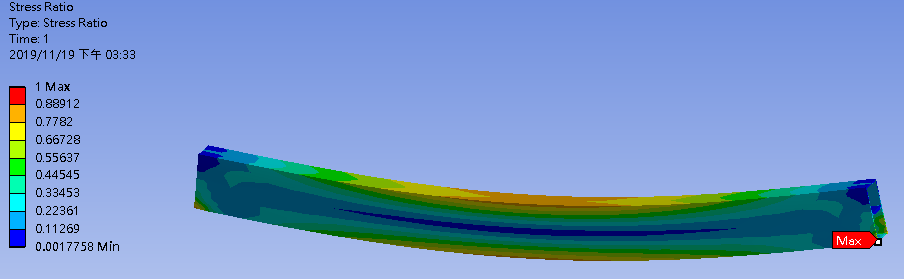 Stress Ratio
Type: Stress Ratio
Time: 1
2019/11/19 下午 03:33
1 Max
0.88912
0.7782
0.66728
0.55637
0.44545
0.33453
0.22361
0.11269
0.0017758 Min
Max